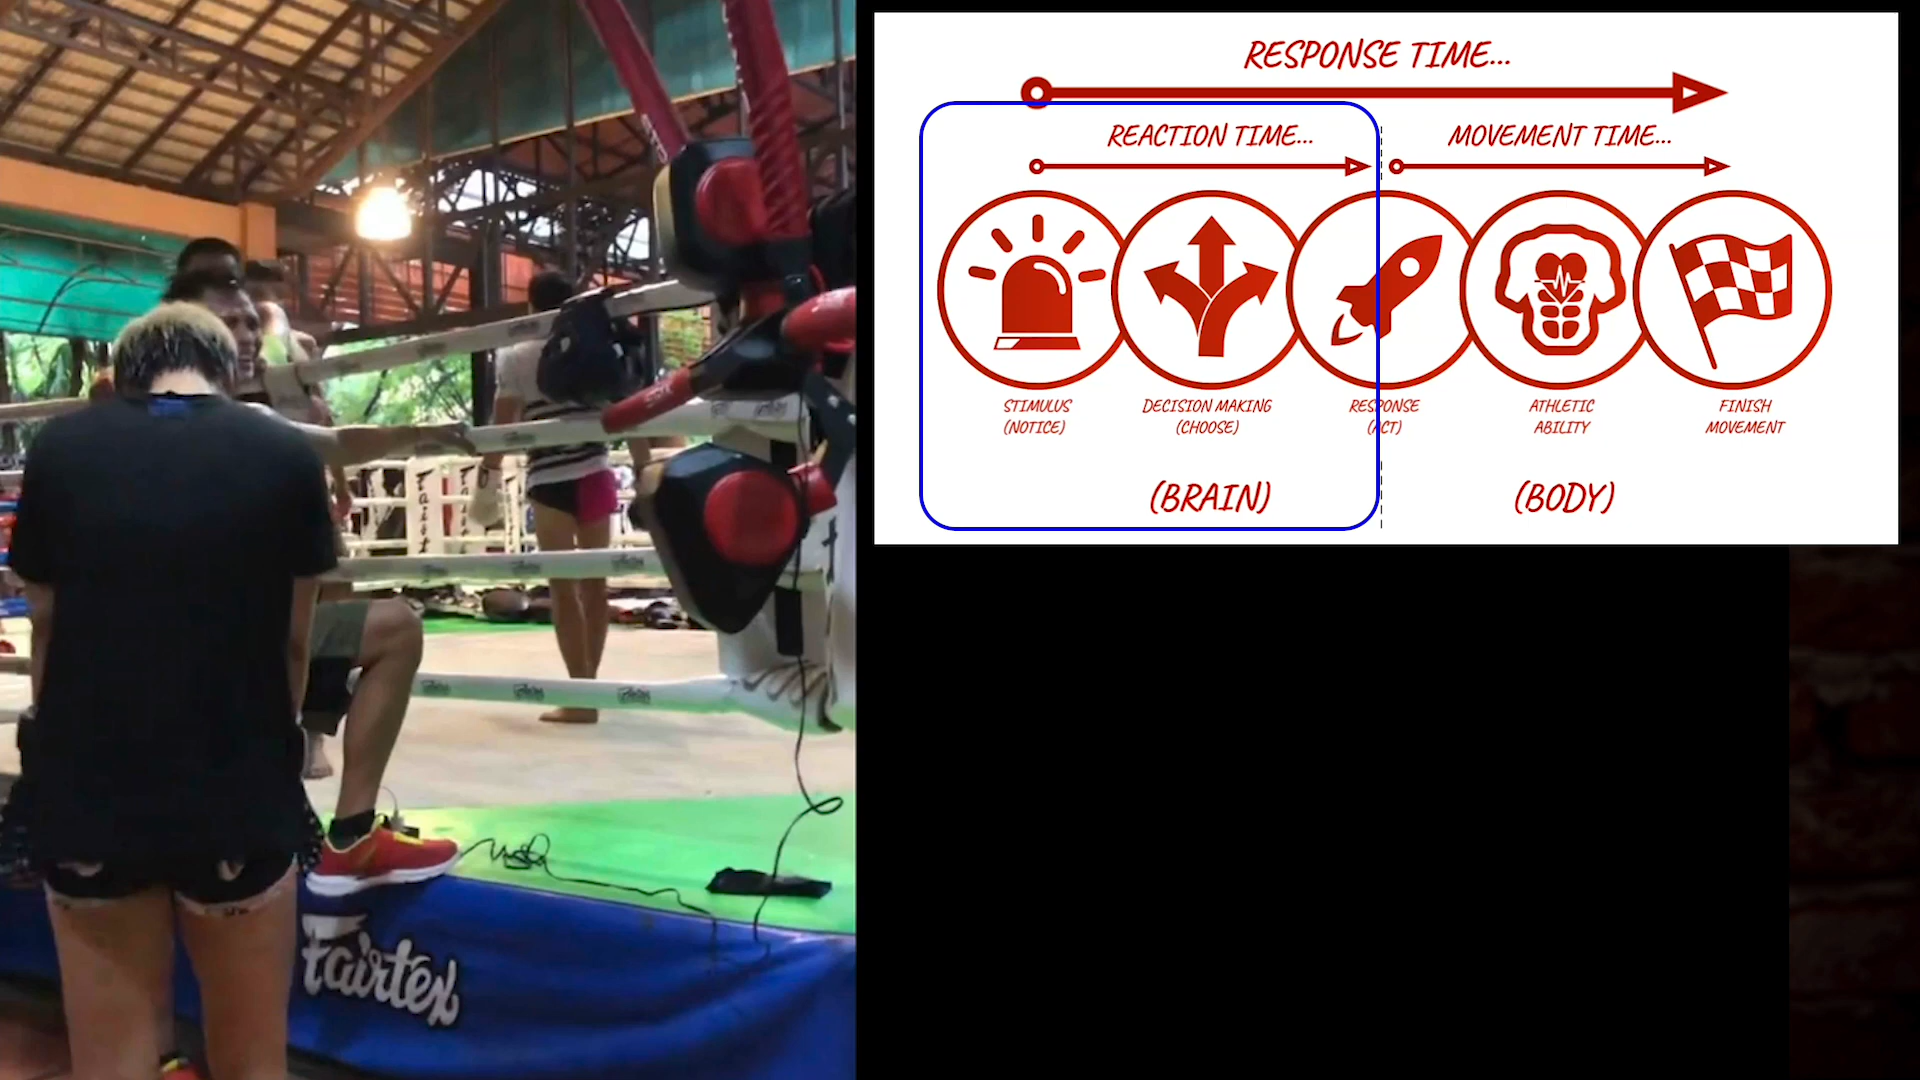 RESPONSE TIME...
REACTION TIME...
MOVEMENT TIME...
STIMULUS
(NOTICE)
DECISION MAKING
(CHOOSE)
RESPONSE
(ACT)
ATHLETIC
ABILITY
FINISH
MOVEMENT
(BRAIN)
(BODY)
Fairtex